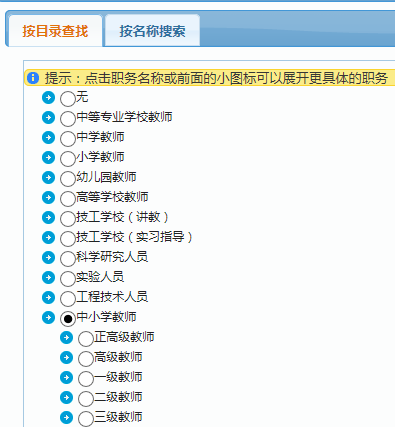 按目录查找
按名称搜索
提示：点击职务名称或前面的小图标可以展开更具体的职务
无
中等专业学校教师
中学教师
小学教师
幼儿园教师
高等学校教师
技工学校（讲教）
技工学校（实习指导）
科学研究人员
实验人员
工程技术人员
中小学教师
正高级教师
高级教师
一级教师
二级教师
三级教师